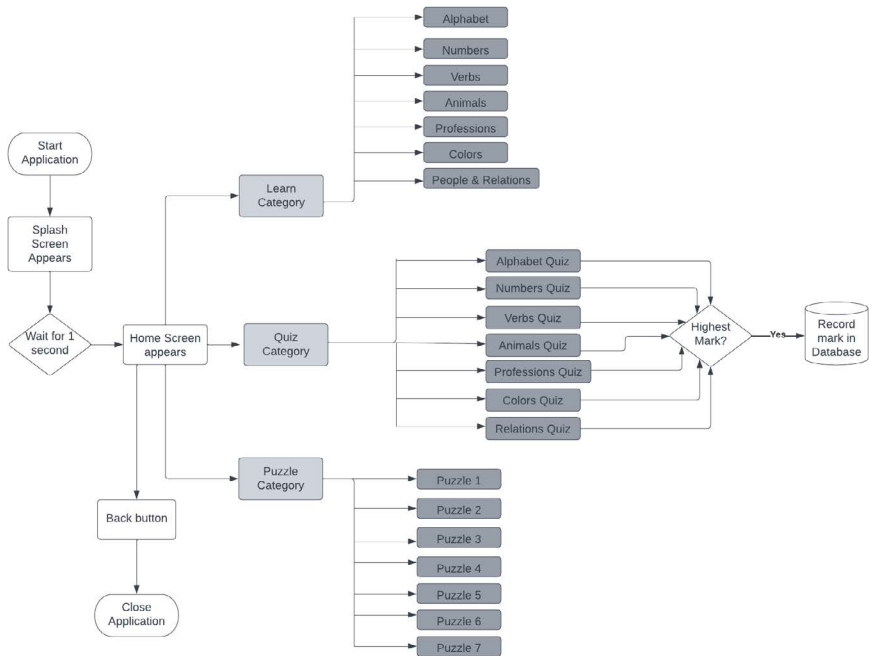 Start
Application
Splash
Screen
Appears
Wait for 1
second
Home Screen
appears
Learn
Category
Alphabet
Numbers
Verbs
Animals
Professions
Colors
People & Relations
Quiz
Category
Alphabet Quiz
Numbers Quiz
Verbs Quiz
Animals Quiz
Professions Quiz
Colors Quiz
Relations Quiz
Highest
Mark?
Yes
Record
mark in
Database
Puzzle
Category
Puzzle 1
Puzzle 2
Puzzle 3
Puzzle 4
Puzzle 5
Puzzle 6
Puzzle 7
Back button
Close
Application